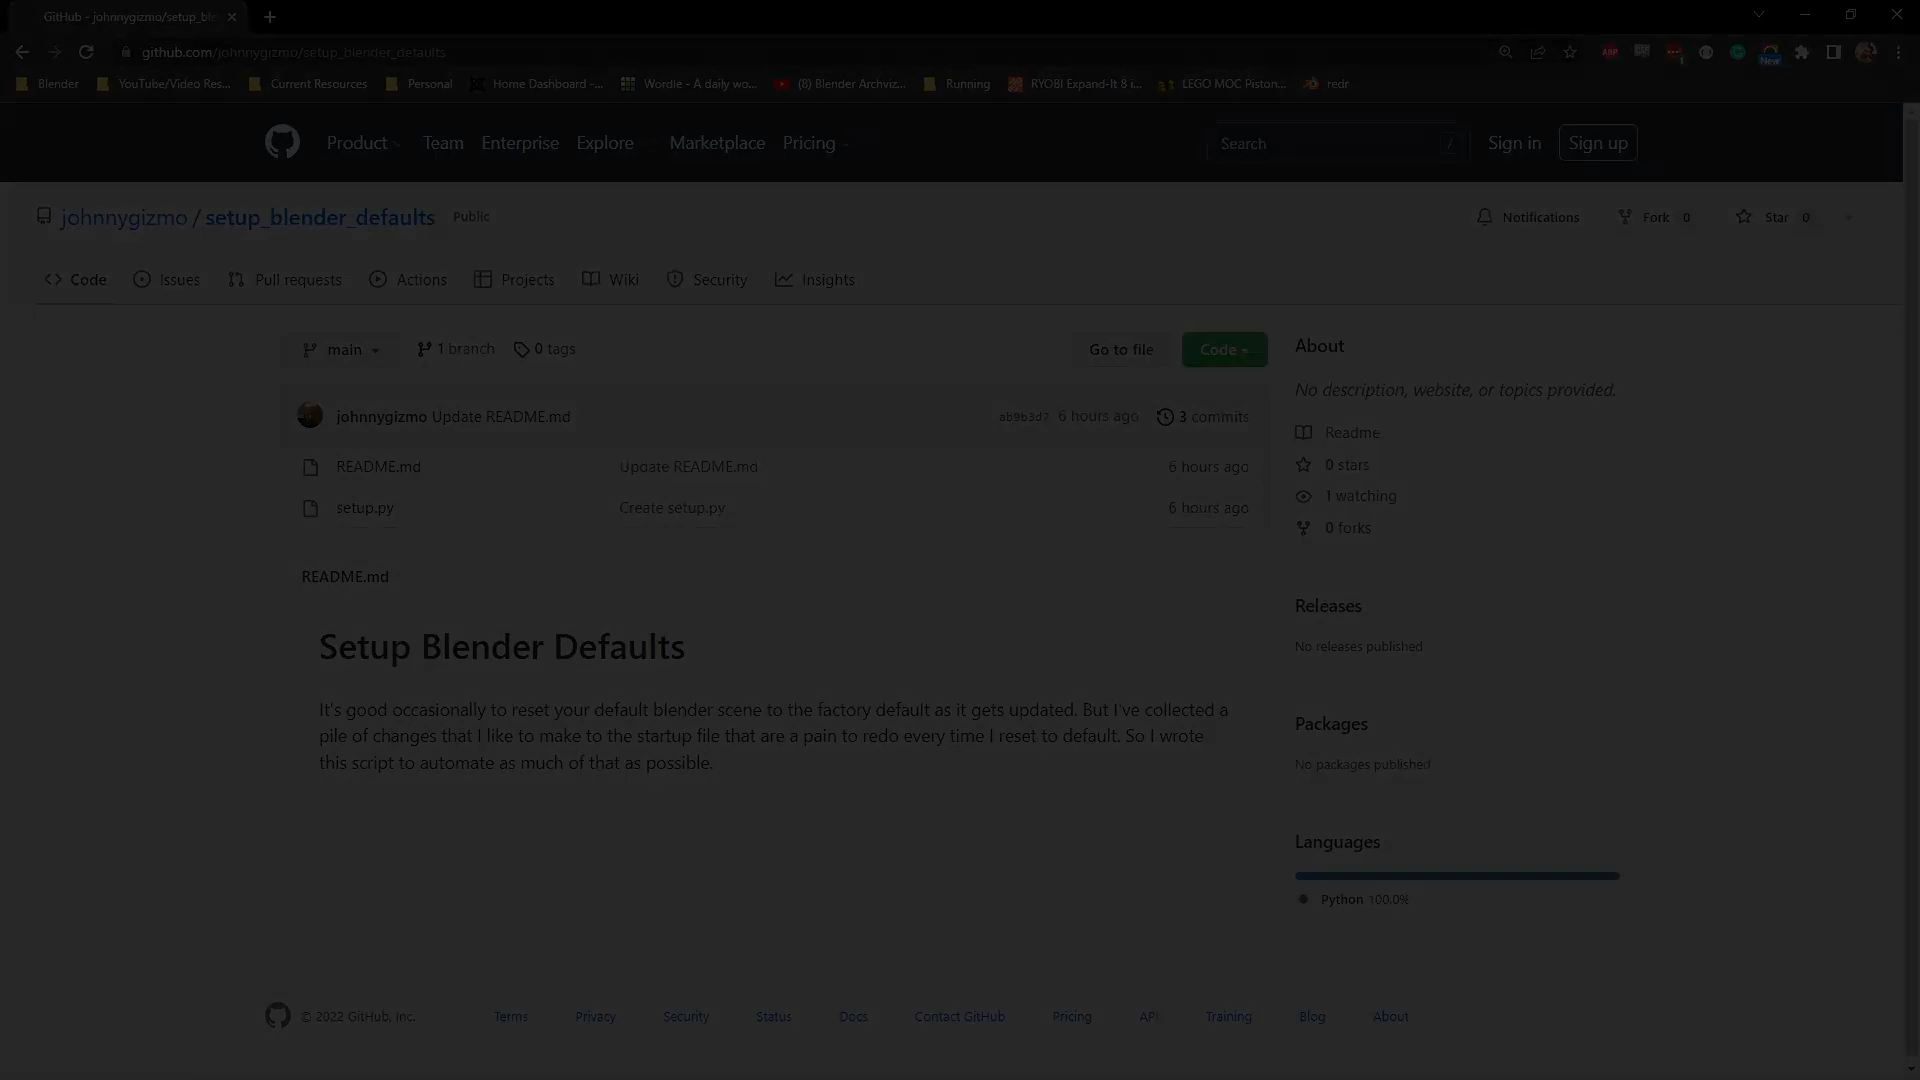 GitHub - johnnygizmo/setup_ble
github.com/johnnygizmo/setup_blender_defaults
New
Blender
YouTube/Video Res...
Current Resources
Personal
Home Dashboard -...
Wordle - A daily wo...
(8) Blender Archviz...
Running
RYOBI Expand-It 8 i...
LEGO MOC Piston...
redr
Product
Team
Enterprise
Explore
Marketplace
Pricing
Search
/
Sign in
Sign up
johnnygizmo / setup_blender_defaults
Public
Notifications
Fork 0
Star 0
Code
Issues
Pull requests
Actions
Projects
Wiki
Security
Insights
main
1 branch
0 tags
Go to file
Code
johnnygizmo Update README.md
ab9b3d7 6 hours ago
3 commits
README.md
Update README.md
6 hours ago
setup.py
Create setup.py
6 hours ago
README.md
Setup Blender Defaults
It's good occasionally to reset your default blender scene to the factory default as it gets updated. But I've collected a
pile of changes that I like to make to the startup file that are a pain to redo every time I reset to default. So I wrote
this script to automate as much of that as possible.
About
No description, website, or topics provided.
Readme
0 stars
1 watching
0 forks
Releases
No releases published
Packages
No packages published
Languages
Python 100.0%
© 2022 GitHub, Inc.
Terms
Privacy
Security
Status
Docs
Contact GitHub
Pricing
API
Training
Blog
About